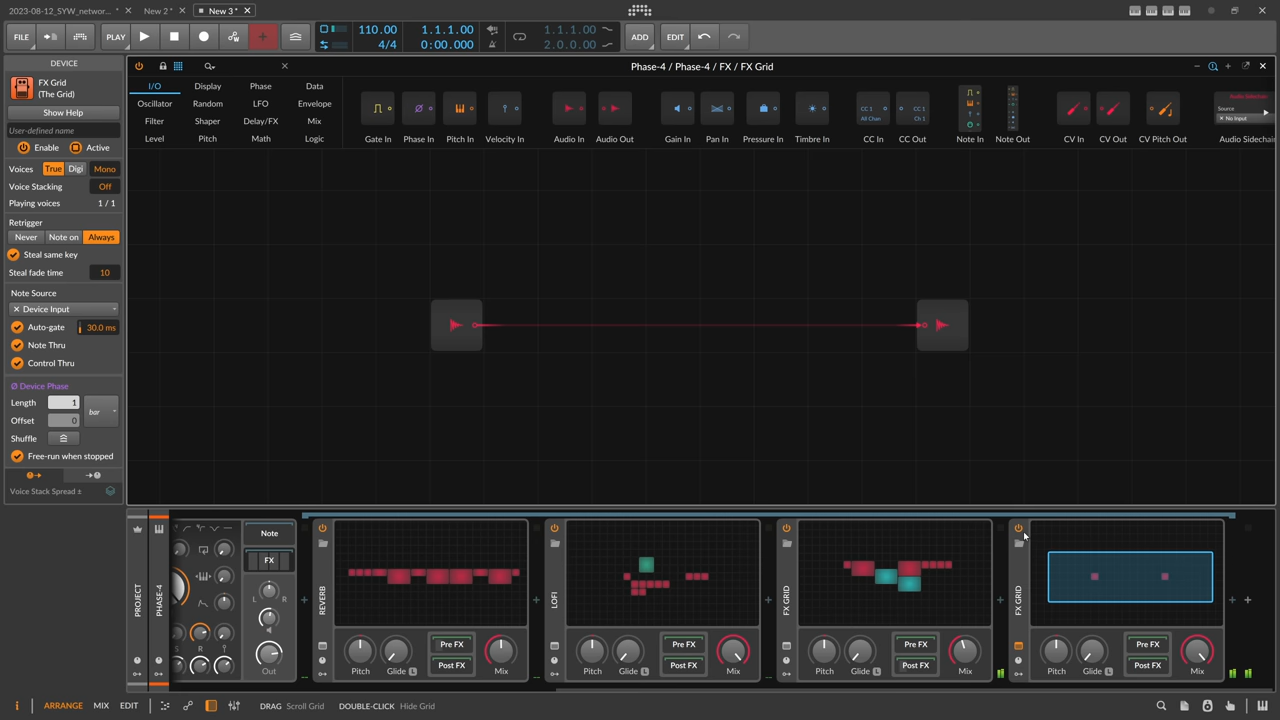 2023-08-12_SYW_networ... *
New 2 *
New 3 *
FILE
PLAY
110.00
4/4
1.1.1.00
0:00.000
1.1.1.00
2.0.0.00
ADD
EDIT
DEVICE
FX Grid
(The Grid)
Show Help
User-defined name
Enable
Active
Voices
True
Digi
Mono
Voice Stacking
Off
Playing voices
1 / 1
Retrigger
Never
Note on
Always
Steal same key
Steal fade time
10
Note Source
Device Input
Auto-gate
30.0 ms
Note Thru
Control Thru
Ø Device Phase
Length
1
bar
Offset
0
Shuffle
Free-run when stopped
Voice Stack Spread ±
Phase-4 / Phase-4 / FX / FX Grid
I/O
Display
Phase
Data
Oscillator
Random
LFO
Envelope
Filter
Shaper
Delay/FX
Mix
Level
Pitch
Math
Logic
Gate In
Phase In
Pitch In
Velocity In
Audio In
Audio Out
Gain In
Pan In
Pressure In
Timbre In
CC 1
All Chan
CC In
CC 1
Ch 1
CC Out
Note In
Note Out
CV In
CV Out
CV Pitch Out
Audio Sidechain
Source
No Input
Audio Sidechain
PROJECT
PHASE-4
S
R
Note
FX
L
R
Out
REVERB
Pitch
Glide
L
Pre FX
Post FX
Mix
LOFI
Pitch
Glide
L
Pre FX
Post FX
Mix
FX GRID
Pitch
Glide
L
Pre FX
Post FX
Mix
FX GRID
Pitch
Glide
L
Pre FX
Post FX
Mix
ARRANGE
MIX
EDIT
DRAG
Scroll Grid
DOUBLE-CLICK
Hide Grid